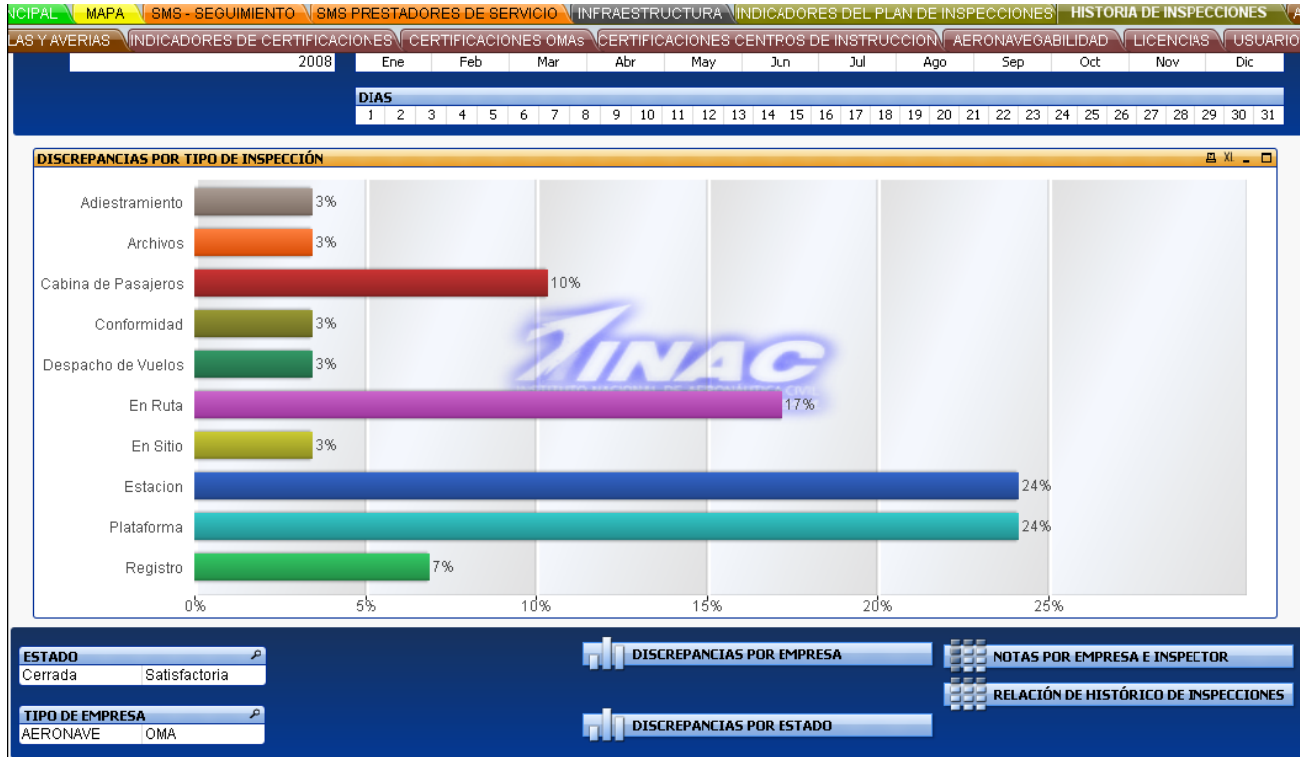 NCIPAL MAPA SMS - SEGUIMIENTO SMS PRESTADORES DE SERVICIO INFRAESTRUCTURA INDICADORES DEL PLAN DE INSPECCIONES HISTORIA DE INSPECCIONES A
LAS Y AVERIAS INDICADORES DE CERTIFICACIONES CERTIFICACIONES OMAs CERTIFICACIONES CENTROS DE INSTRUCCION AERONAVEGABILIDAD LICENCIAS USUARIO
2008 Ene Feb Mar Abr May Jun Jul Ago Sep Oct Nov Dic
DIAS
1 2 3 4 5 6 7 8 9 10 11 12 13 14 15 16 17 18 19 20 21 22 23 24 25 26 27 28 29 30 31
DISCREPANCIAS POR TIPO DE INSPECCIÓN XL
Adiestramiento 3%
Archivos 3%
Cabina de Pasajeros 10%
Conformidad 3%
Despacho de Vuelos 3%
INAC
INSTITUTO NACIONAL DE AERONÁUTICA CIVIL
En Ruta 17%
En Sitio 3%
Estacion 24%
Plataforma 24%
Registro 7%
0% 5% 10% 15% 20% 25%
ESTADO
Cerrada Satisfactoria
TIPO DE EMPRESA
AERONAVE OMA
DISCREPANCIAS POR EMPRESA
DISCREPANCIAS POR ESTADO
NOTAS POR EMPRESA E INSPECTOR
RELACIÓN DE HISTÓRICO DE INSPECCIONES